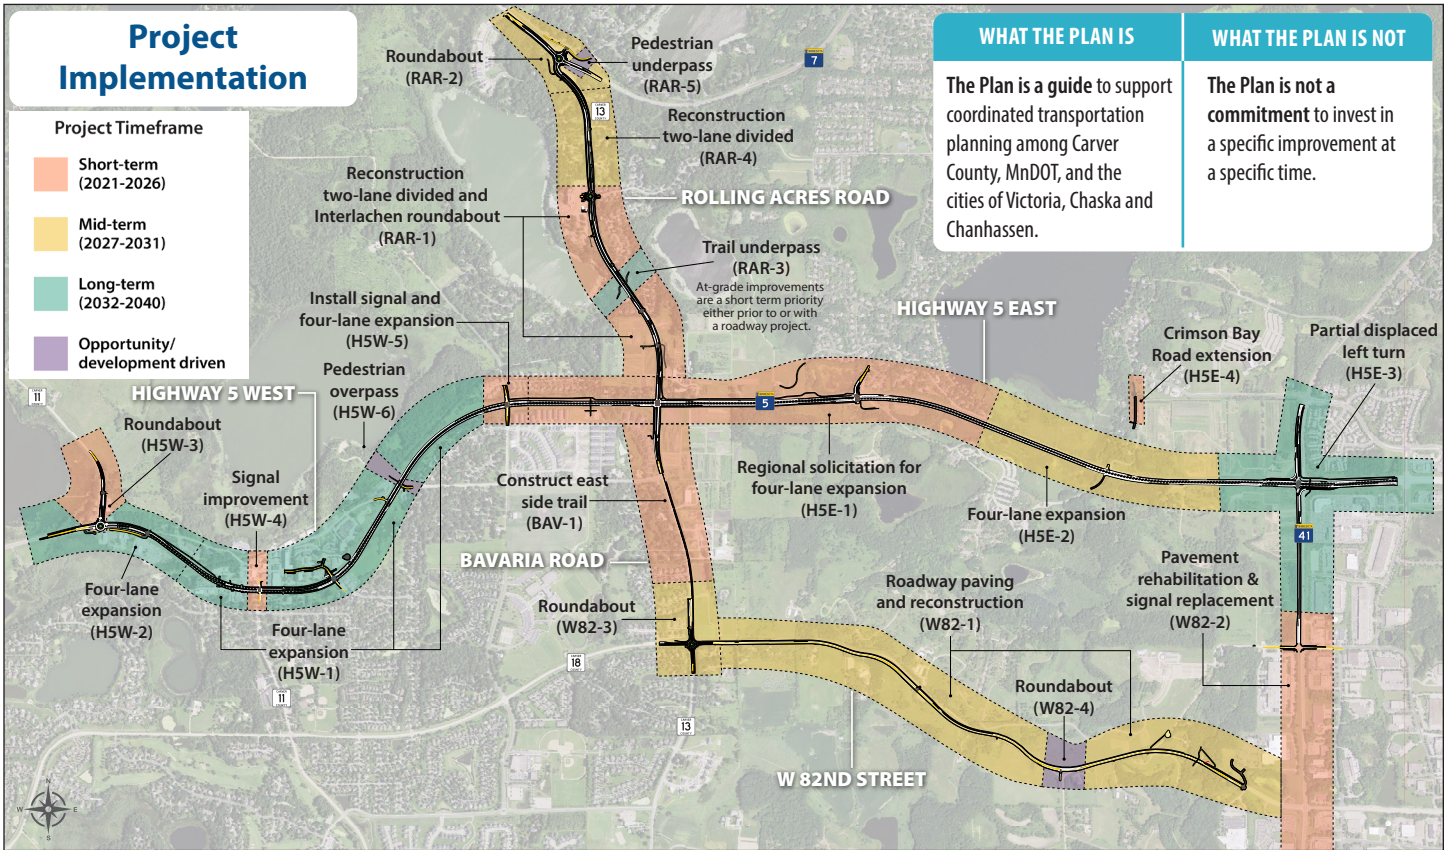 Project
Implementation
Project Timeframe
Short-term
(2021-2026)
Mid-term
(2027-2031)
Long-term
(2032-2040)
Opportunity/
development driven
WHAT THE PLAN IS
The Plan is a guide to support
coordinated transportation
planning among Carver
County, MnDOT, and the
cities of Victoria, Chaska and
Chanhassen.
WHAT THE PLAN IS NOT
The Plan is not a
commitment to invest in
a specific improvement at
a specific time.
Roundabout
(RAR-2)
Pedestrian
underpass
(RAR-5)
7
CARVER
13
COUNTY
Reconstruction
two-lane divided
(RAR-4)
Reconstruction
two-lane divided and
Interlachen roundabout
(RAR-1)
ROLLING ACRES ROAD
Trail underpass
(RAR-3)
At-grade improvements
are a short term priority
either prior to or with
a roadway project.
Install signal and
four-lane expansion
(H5W-5)
HIGHWAY 5 EAST
Crimson Bay
Road extension
(H5E-4)
Partial displaced
left turn
(H5E-3)
Pedestrian
overpass
(H5W-6)
HIGHWAY 5 WEST
CARVER
11
COUNTY
5
Roundabout
(H5W-3)
Signal
improvement
(H5W-4)
Construct east
side trail
(BAV-1)
Regional solicitation for
four-lane expansion
(H5E-1)
Four-lane expansion
(H5E-2)
41
BAVARIA ROAD
Pavement
rehabilitation &
signal replacement
(W82-2)
Four-lane
expansion
(H5W-2)
Four-lane
expansion
(H5W-1)
Roundabout
(W82-3)
Roadway paving
and reconstruction
(W82-1)
CARVER
18
COUNTY
CARVER
11
COUNTY
Roundabout
(W82-4)
CARVER
13
COUNTY
W 82ND STREET
N
W
E
S